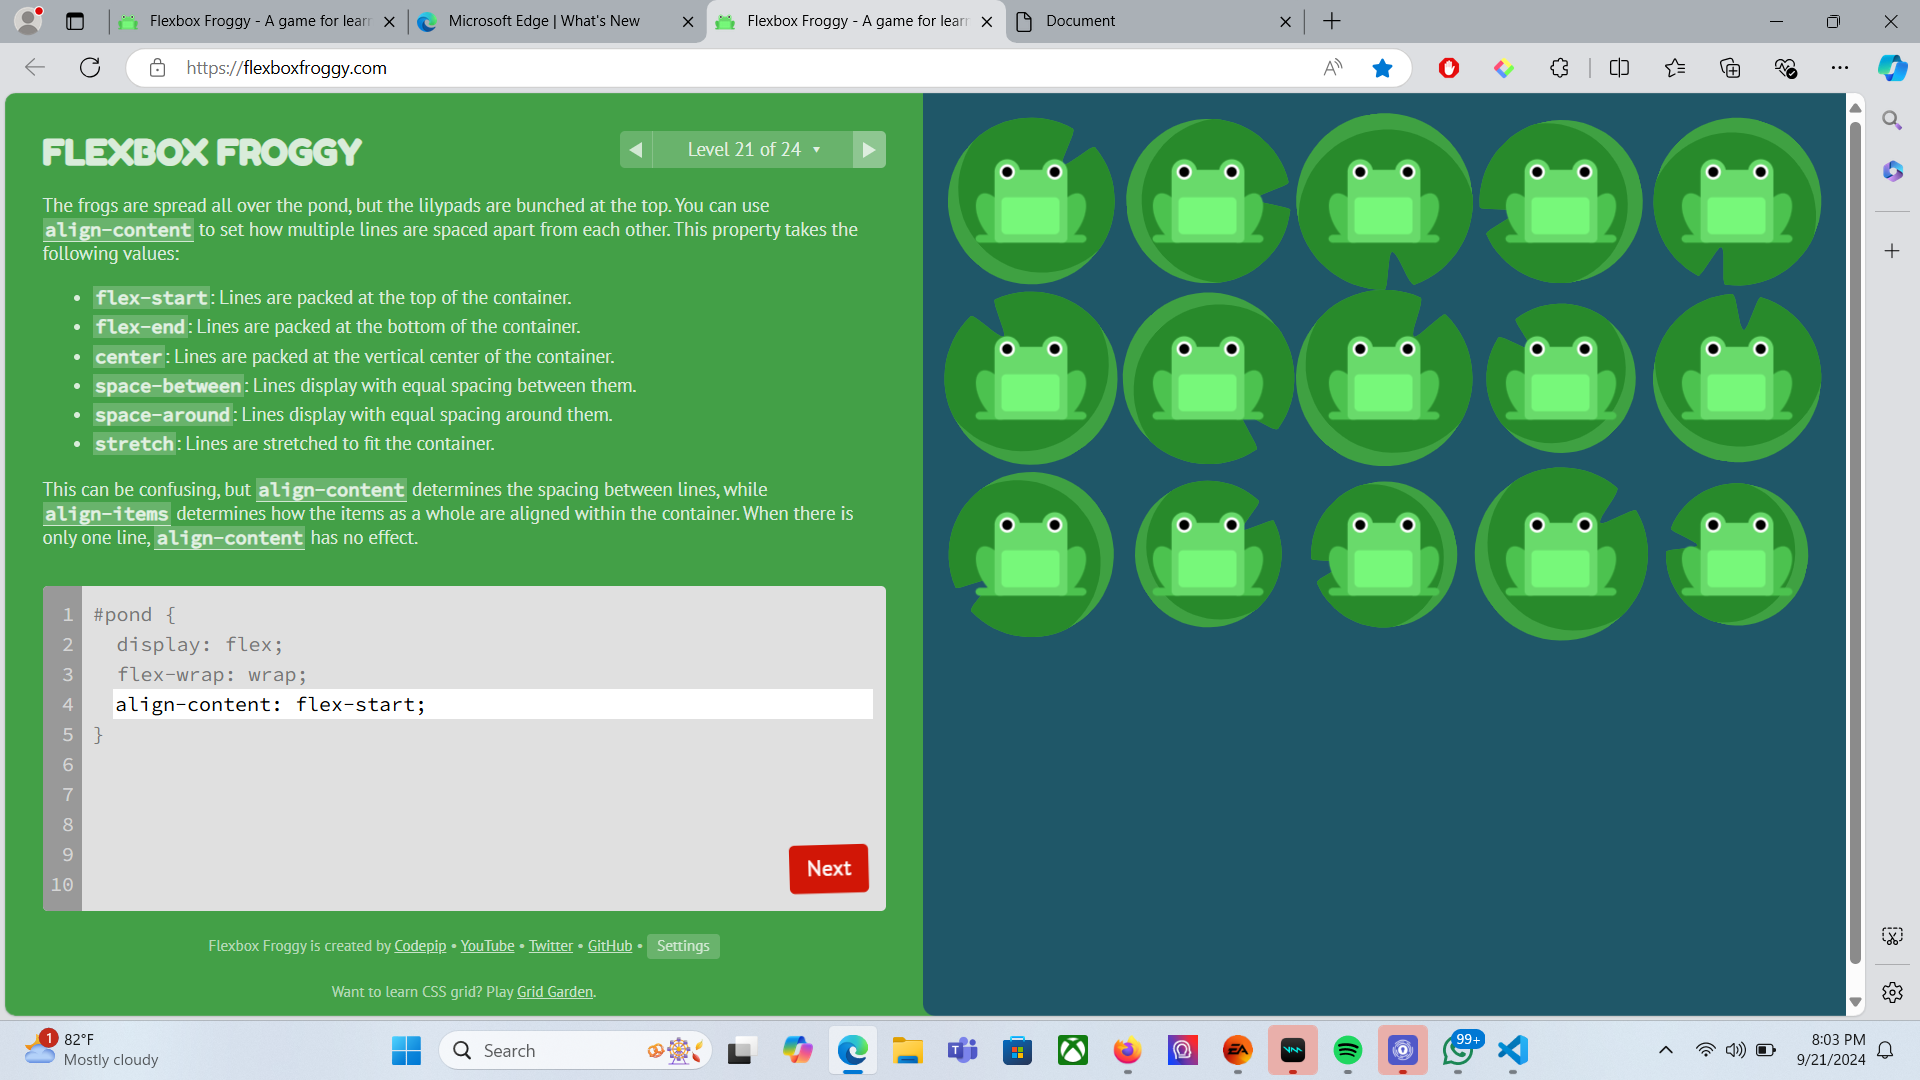 Flexbox Froggy - A game for learn
Microsoft Edge | What's New
Flexbox Froggy - A game for learn
Document
https://flexboxfroggy.com
FLEXBOX FROGGY
Level 21 of 24
The frogs are spread all over the pond, but the lilypads are bunched at the top. You can use
align-content to set how multiple lines are spaced apart from each other. This property takes the
following values:
• flex-start: Lines are packed at the top of the container.
• flex-end: Lines are packed at the bottom of the container.
• center: Lines are packed at the vertical center of the container.
• space-between: Lines display with equal spacing between them.
• space-around: Lines display with equal spacing around them.
• stretch: Lines are stretched to fit the container.
This can be confusing, but align-content determines the spacing between lines, while
align-items determines how the items as a whole are aligned within the container. When there is
only one line, align-content has no effect.
1 #pond {
2 display: flex;
3 flex-wrap: wrap;
4 align-content: flex-start;
5 }
6
7
8
9
10
Next
Flexbox Froggy is created by Codepip • YouTube • Twitter • GitHub • Settings
Want to learn CSS grid? Play Grid Garden.
1
82°F
Mostly cloudy
Search
EA
99+
8:03 PM
9/21/2024